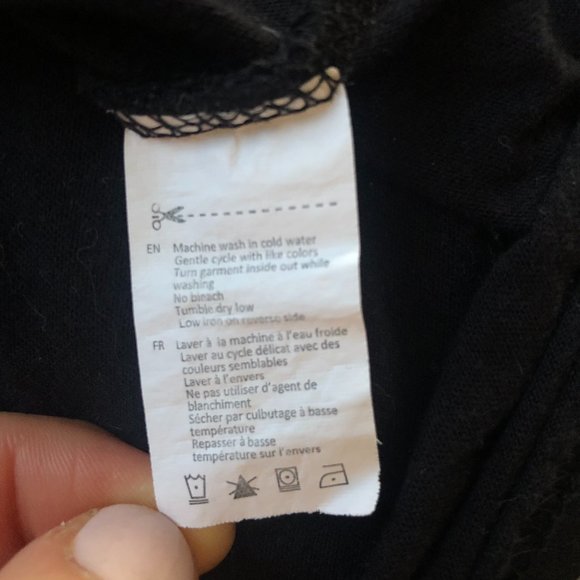 EN Machine wash in cold water
Gentle cycle with like colors
Turn garment inside out while
washing
No binach
Tumble dry low
Low iron on reverse side
FR Laver à la machine à l'eau froide
Laver au cycle délicat avec des
couleurs semblables
Laver à l'envers
Ne pas utiliser d'agent de
blanchiment
Sécher par culbutage à basse
température
Repasser à basse
température sur l'envers